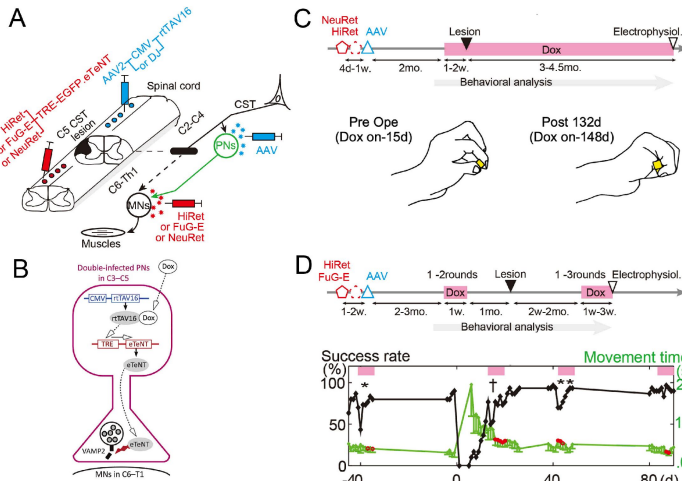 A
HiRet
or FuG-E
or NeuRet
TRE-EGFP.eTeNT
AAV2
CMV
or DJ
rtTAV16
Spinal cord
C5 CST
lesion
C2-C4
CST
PNs
AAV
C6-Th1
MNs
HiRet
or FuG-E
or NeuRet
Muscles
B
Double-infected PNs
in C3–C5
Dox
CMV
rtTAV16
rtTAV16
Dox
TRE
eTeNT
eTeNT
VAMP2
eTeNT
MNs in C6–T1
C
NeuRet
HiRet
AAV
Lesion
Electrophysiol.
Dox
4d-1w.
2mo.
1-2w.
3-4.5mo.
Behavioral analysis
Pre Ope
(Dox on-15d)
Post 132d
(Dox on-148d)
D
HiRet
FuG-E
AAV
1 -2rounds
Lesion
1 -3rounds
Electrophysiol.
Dox
Dox
1-2w.
2-3mo.
1w.
1mo.
2w-2mo.
1w-3w.
Behavioral analysis
Success rate
(%)
Movement time
100
50
0
*
†
* *
-40
0
40
80 (d)